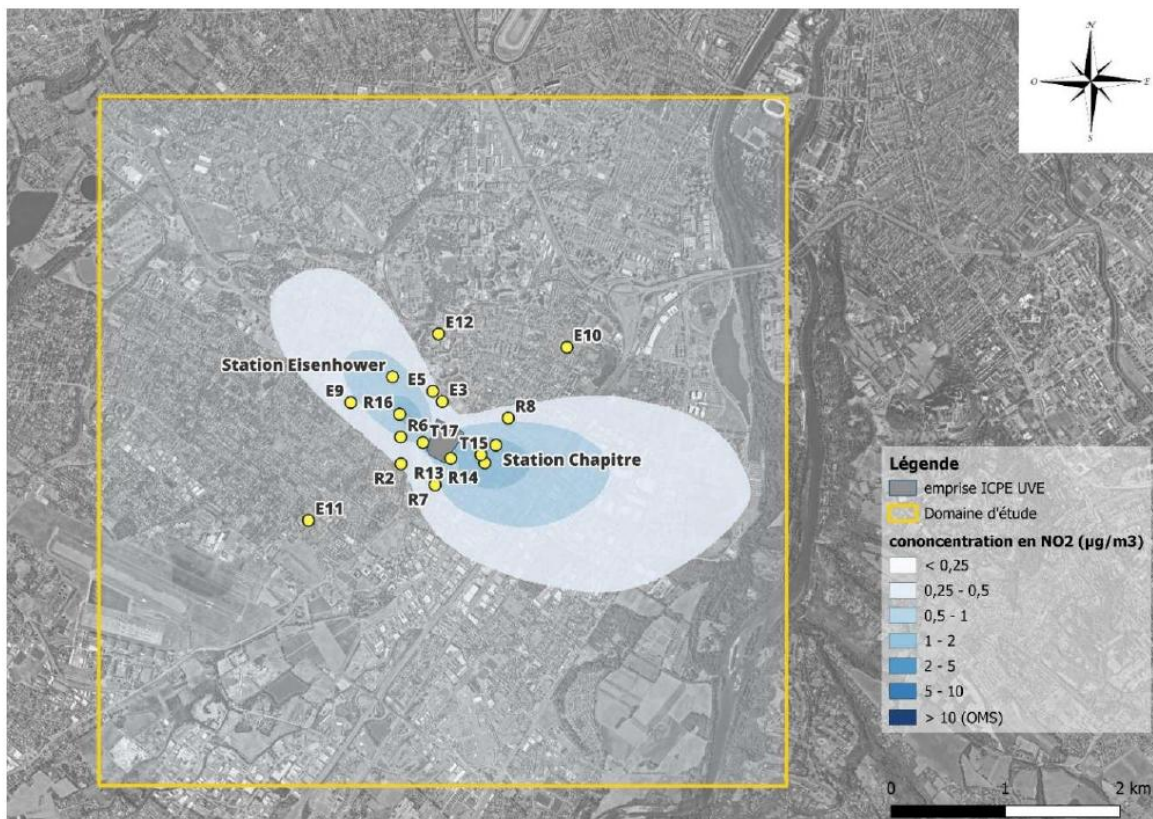 N
O
E
S
E12
E10
Station Eisenhower
E5
E3
E9
R16
R8
R6
T17
T15
Station Chapitre
R2
R13
R14
R7
E11
Légende
emprise ICPE UVE
Domaine d'étude
cononcentration en NO2 (µg/m3)
< 0,25
0,25 - 0,5
0,5 - 1
1 - 2
2 - 5
5 - 10
> 10 (OMS)
0 1 2 km